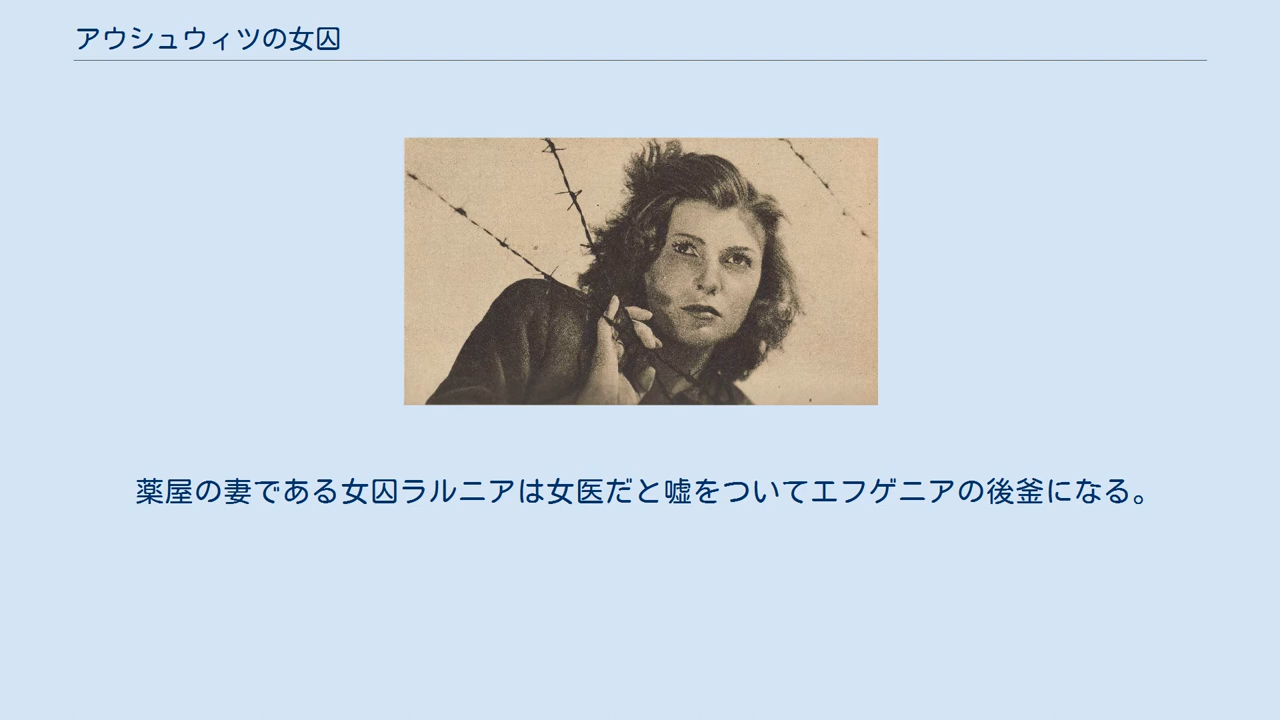 アウシュウィツの女囚
薬屋の妻である女囚ラルニアは女医だと嘘をついてエフゲニアの後釜になる。